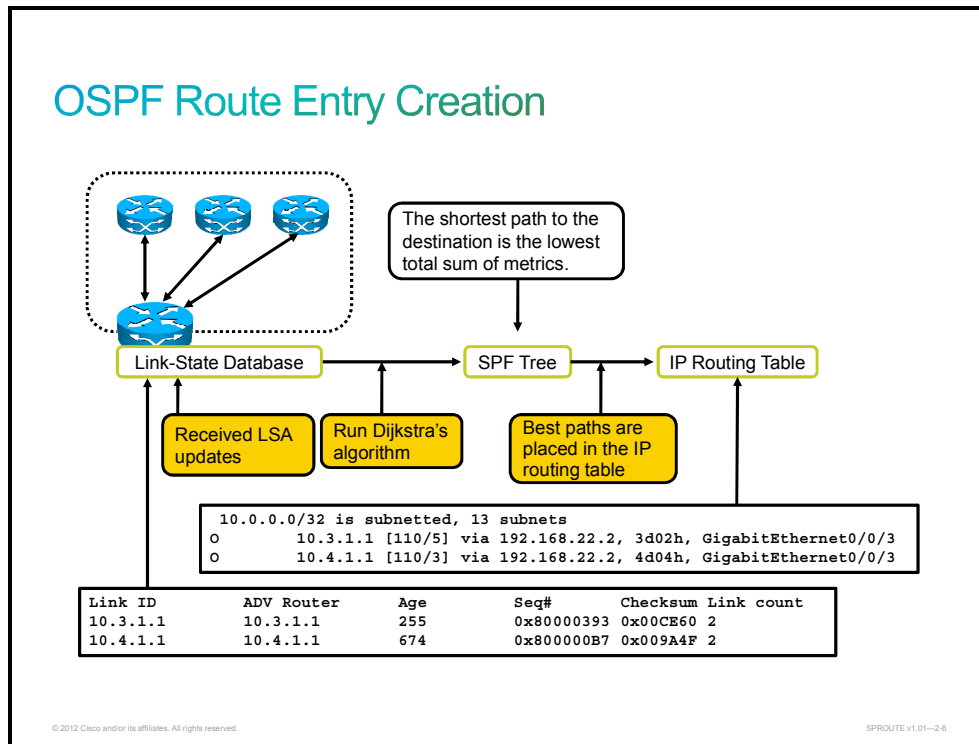 OSPF Route Entry Creation
The shortest path to the
destination is the lowest
total sum of metrics.
Link-State Database
SPF Tree
IP Routing Table
Received LSA
updates
Run Dijkstra's
algorithm
Best paths are
placed in the IP
routing table
10.0.0.0/32 is subnetted, 13 subnets
O 10.3.1.1 [110/5] via 192.168.22.2, 3d02h, GigabitEthernet0/0/3
O 10.4.1.1 [110/3] via 192.168.22.2, 4d04h, GigabitEthernet0/0/3
Link ID ADV Router Age Seq# Checksum Link count
10.3.1.1 10.3.1.1 255 0x80000393 0x00CE60 2
10.4.1.1 10.4.1.1 674 0x800000B7 0x009A4F 2
© 2012 Cisco and/or its affiliates. All rights reserved.
SPROUTE v1.01—2-6